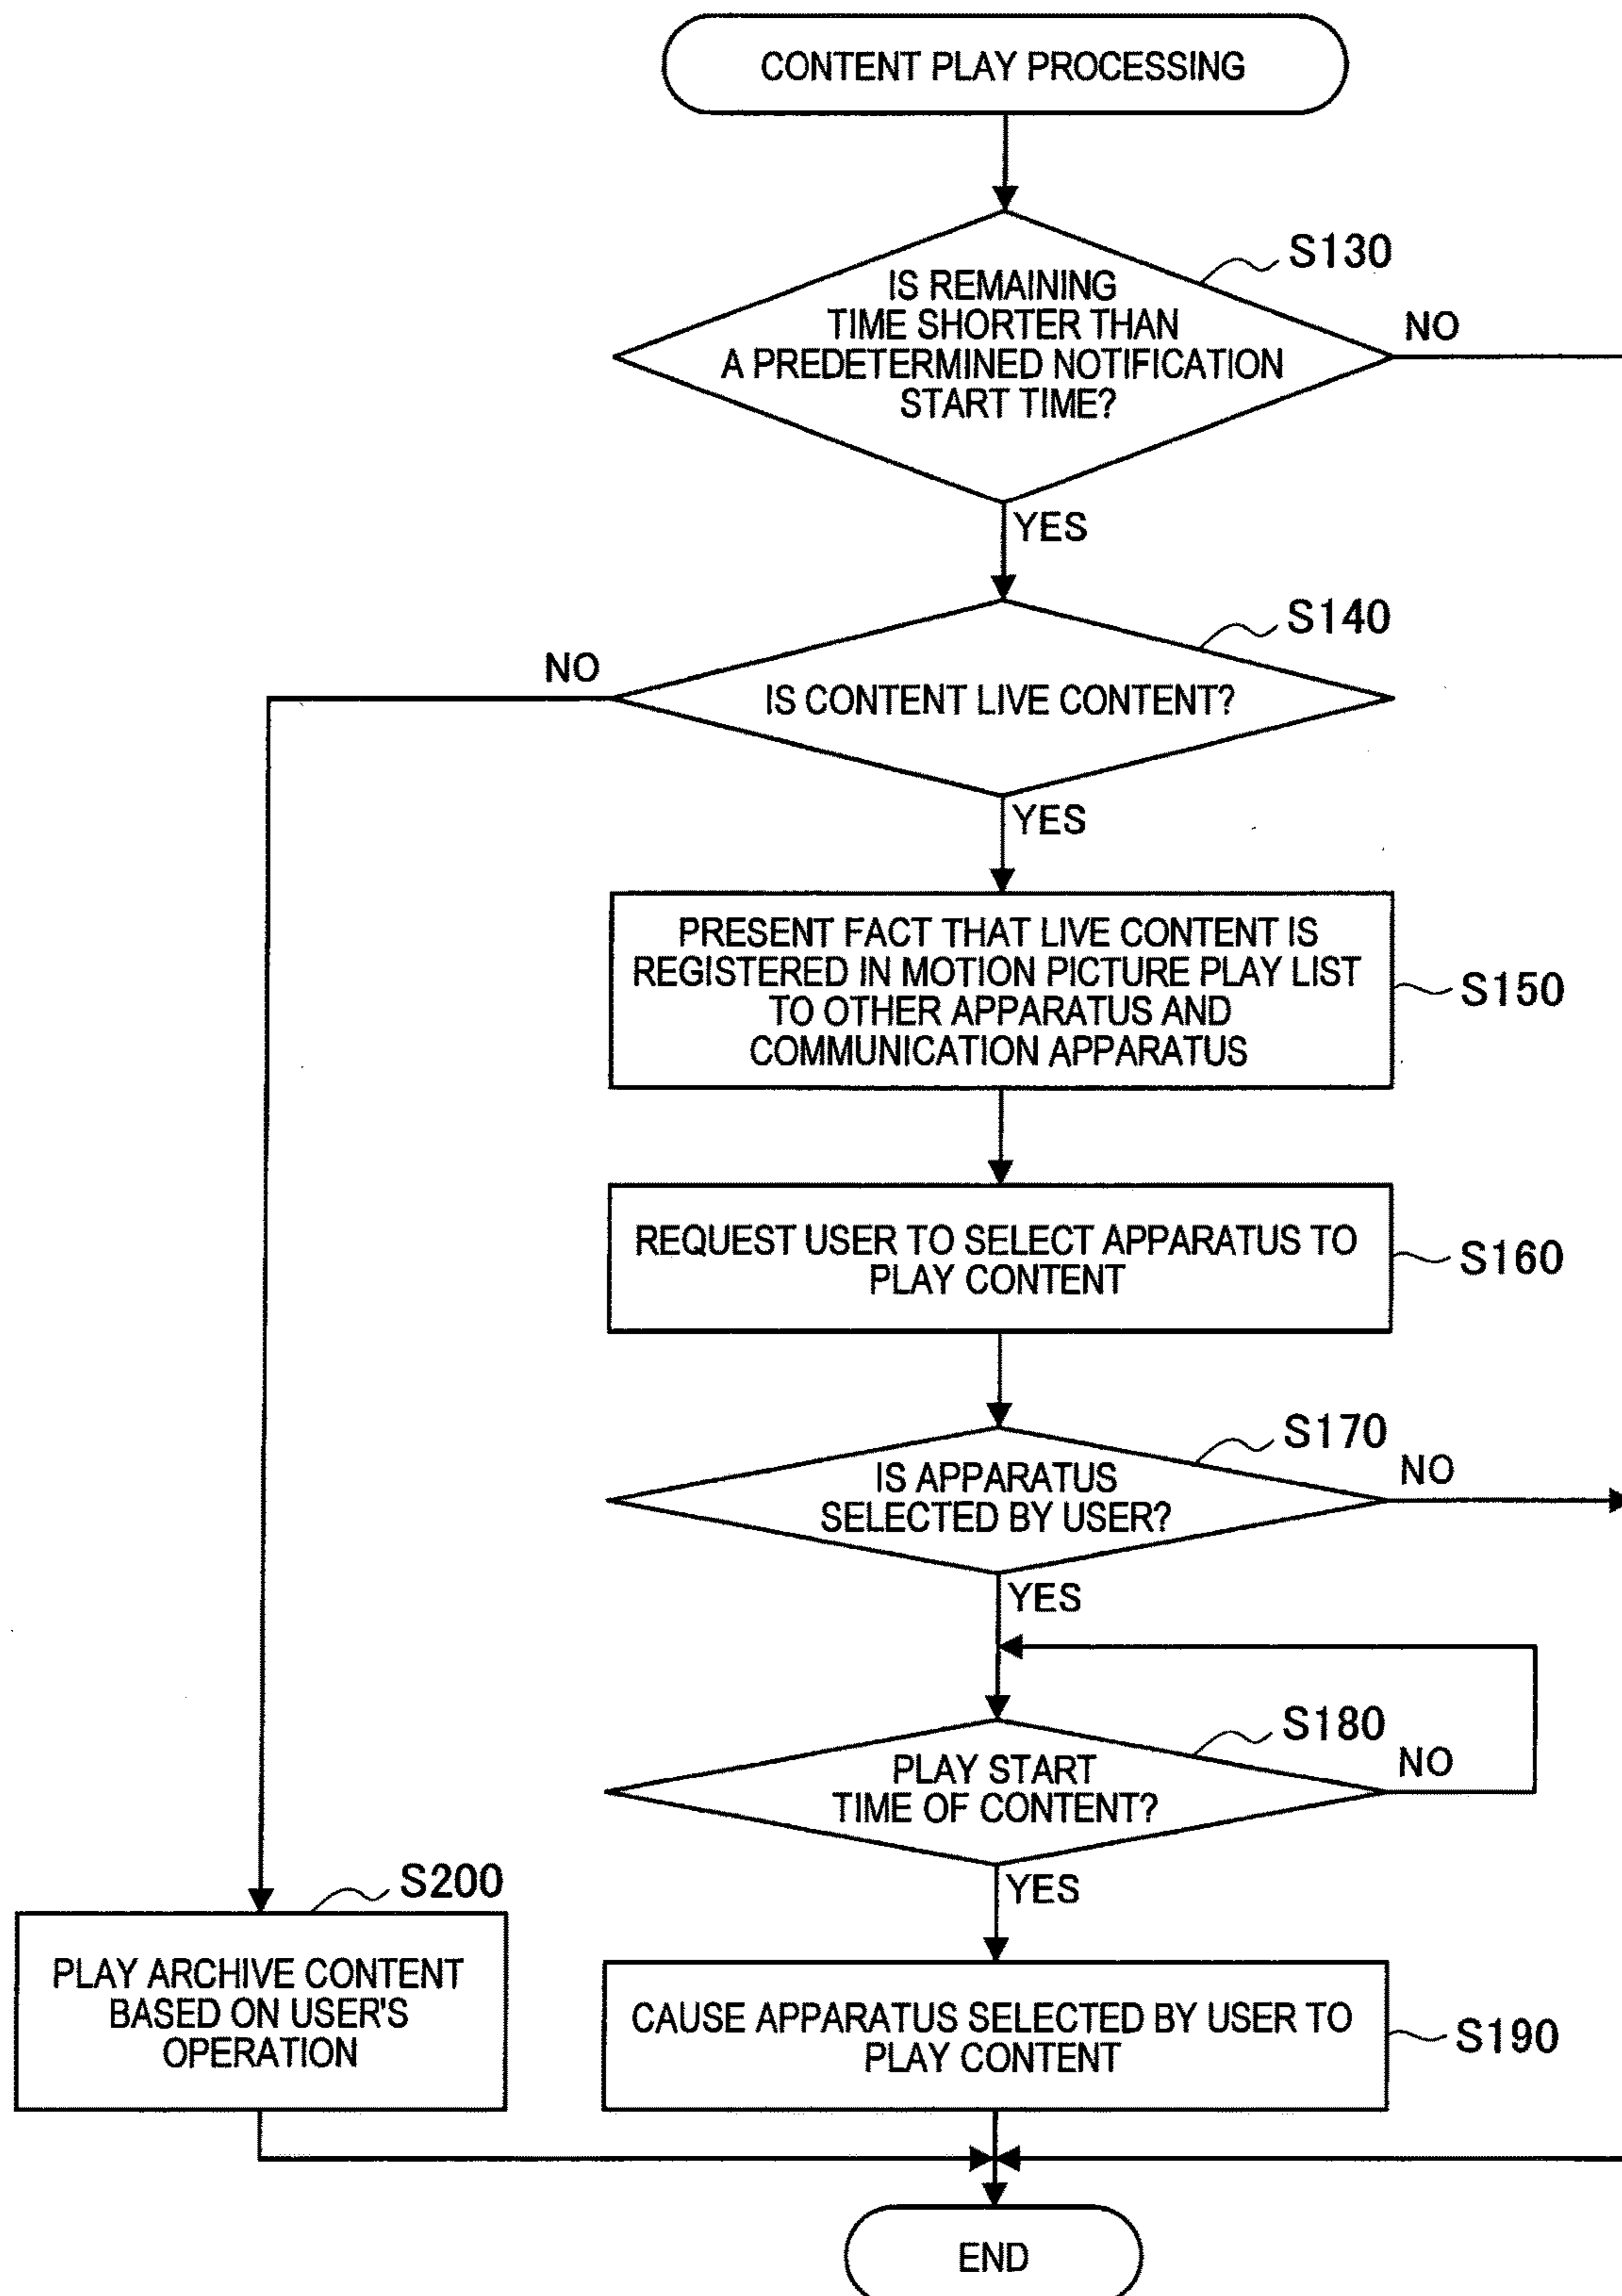 CONTENT PLAY PROCESSING
S130
IS REMAINING
TIME SHORTER THAN
A PREDETERMINED NOTIFICATION
START TIME?
NO
YES
S140
NO
IS CONTENT LIVE CONTENT?
YES
PRESENT FACT THAT LIVE CONTENT IS
REGISTERED IN MOTION PICTURE PLAY LIST
TO OTHER APPARATUS AND
COMMUNICATION APPARATUS
S150
REQUEST USER TO SELECT APPARATUS TO
PLAY CONTENT
S160
S170
IS APPARATUS
SELECTED BY USER?
NO
YES
S180
PLAY START
TIME OF CONTENT?
NO
YES
S200
PLAY ARCHIVE CONTENT
BASED ON USER'S
OPERATION
CAUSE APPARATUS SELECTED BY USER TO
PLAY CONTENT
S190
END